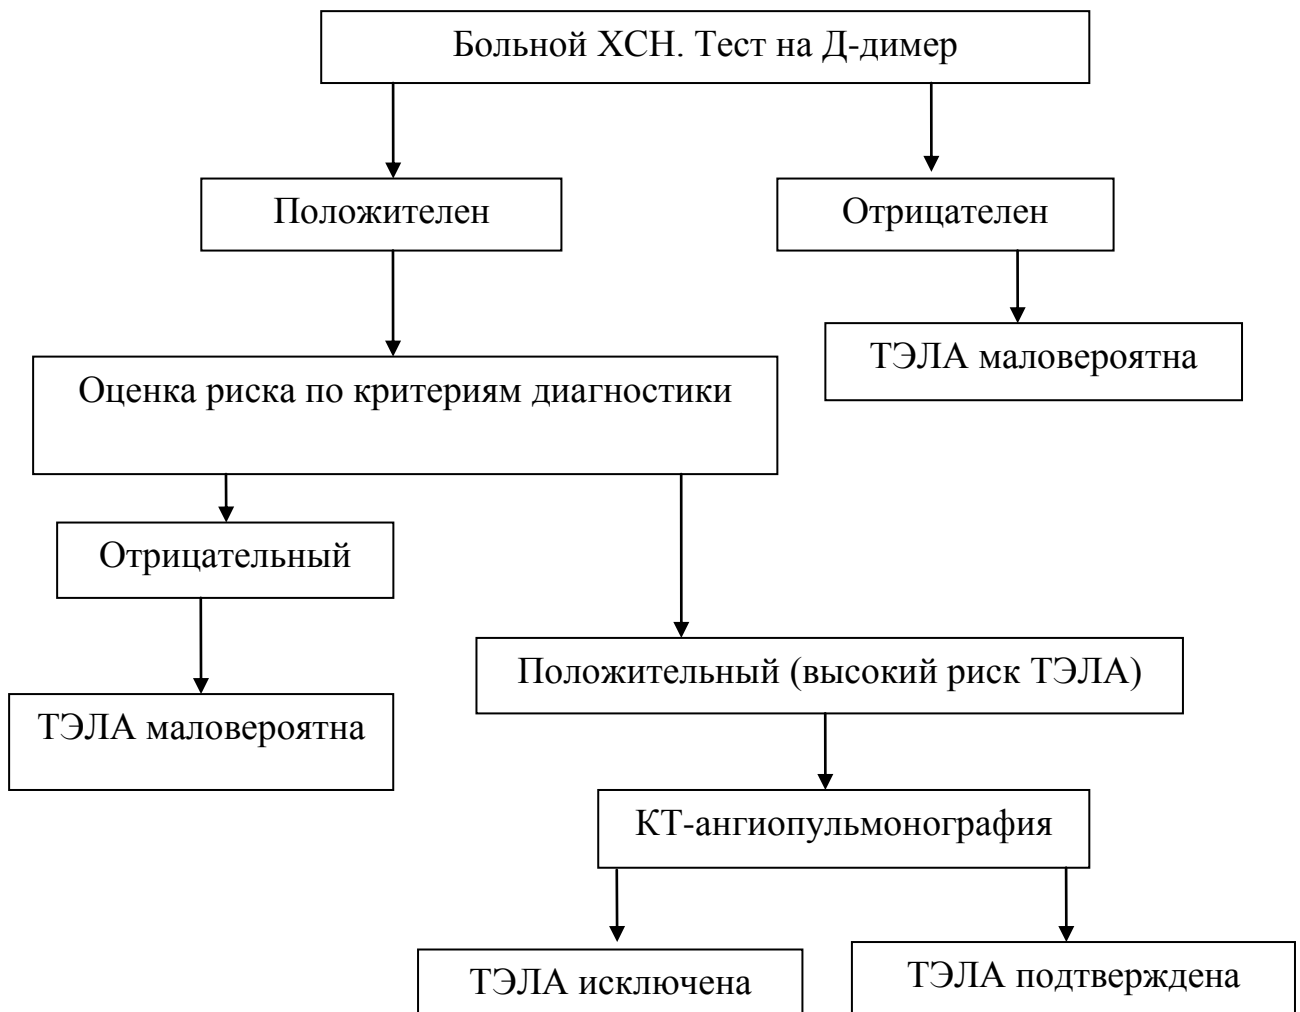 Больной ХСН. Тест на Д-димер
Положителен
Отрицателен
ТЭЛА маловероятна
Оценка риска по критериям диагностики
Отрицательный
Положительный (высокий риск ТЭЛА)
ТЭЛА маловероятна
КТ-ангиопульмонография
ТЭЛА исключена
ТЭЛА подтверждена